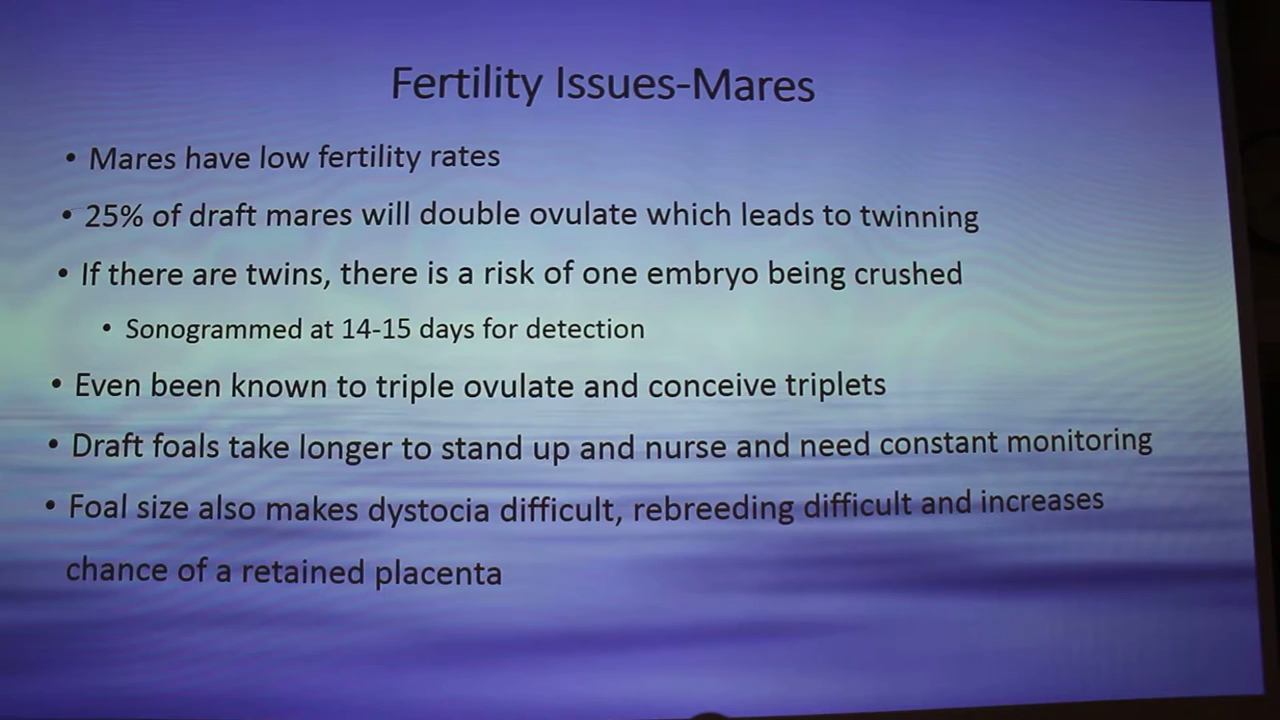 Fertility Issues-Mares
• Mares have low fertility rates
• 25% of draft mares will double ovulate which leads to twinning
• If there are twins, there is a risk of one embryo being crushed
• Sonogrammed at 14-15 days for detection
• Even been known to triple ovulate and conceive triplets
• Draft foals take longer to stand up and nurse and need constant monitoring
• Foal size also makes dystocia difficult, rebreeding difficult and increases
chance of a retained placenta